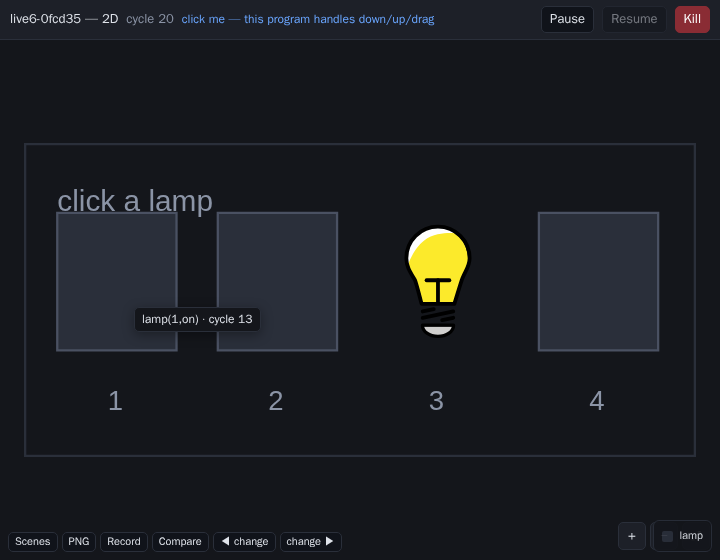 live6-0fcd35 — 2D cycle 20 click me — this program handles down/up/drag Pause Resume Kill
click a lamp
lamp(1,on) · cycle 13
1 2 3 4
Scenes PNG Record Compare ◀ change change ▶ + lamp